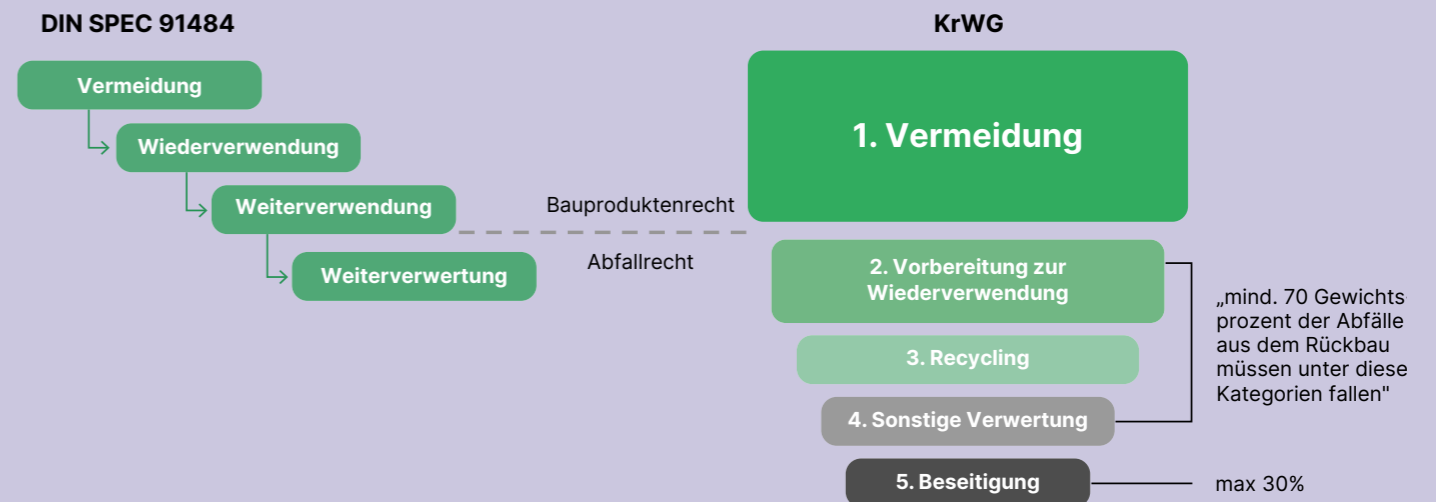 DIN SPEC 91484
Vermeidung
Wiederverwendung
Weiterverwendung
Weiterverwertung
Bauproduktenrecht
Abfallrecht
KrWG
1. Vermeidung
2. Vorbereitung zur
Wiederverwendung
3. Recycling
4. Sonstige Verwertung
5. Beseitigung
„mind. 70 Gewichts
prozent der Abfälle
aus dem Rückbau
müssen unter diese
Kategorien fallen"
max 30%